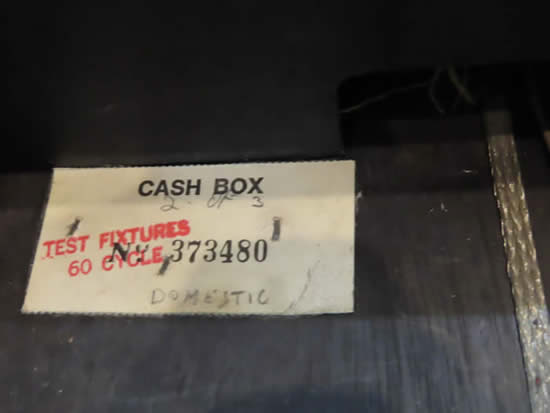 CASH BOX
2 OF 3
TEST FIXTURES
No 373480
60 CYCLE
DOMESTIC